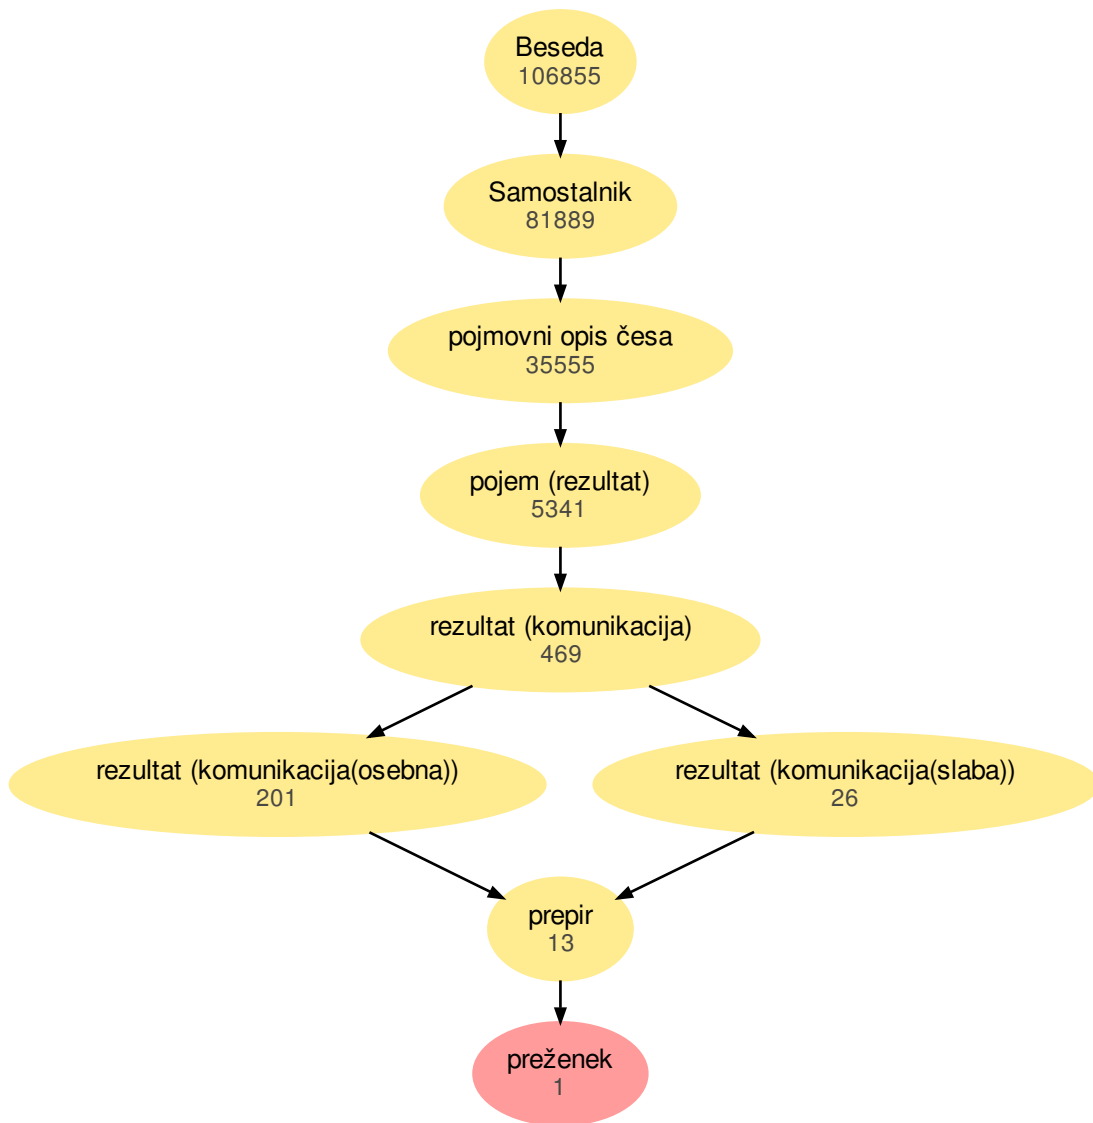 Beseda
106855
Samostalnik
81889
pojmovni opis česa
35555
pojem (rezultat)
5341
rezultat (komunikacija)
469
rezultat (komunikacija(osebna))
201
rezultat (komunikacija(slaba))
26
prepir
13
preženek
1